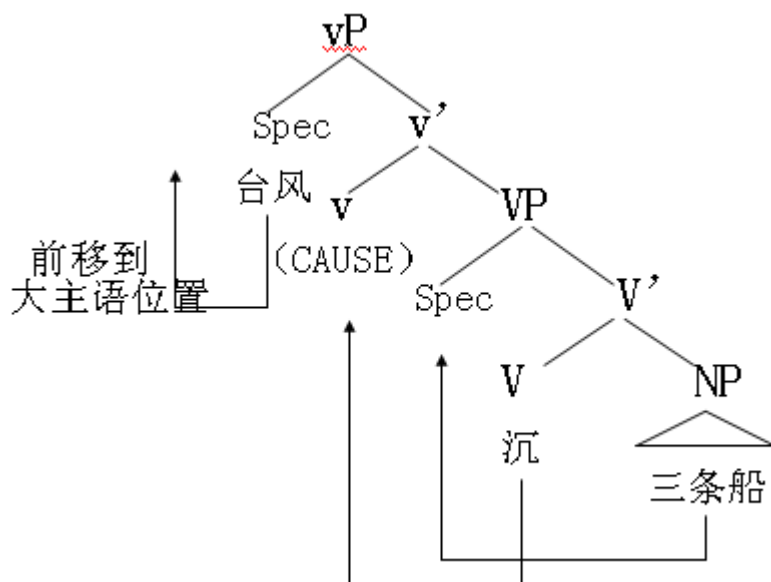 vP
Spec
v’
台风
v
VP
前移到
大主语位置
（CAUSE）
Spec
V’
V
NP
沉
三条船